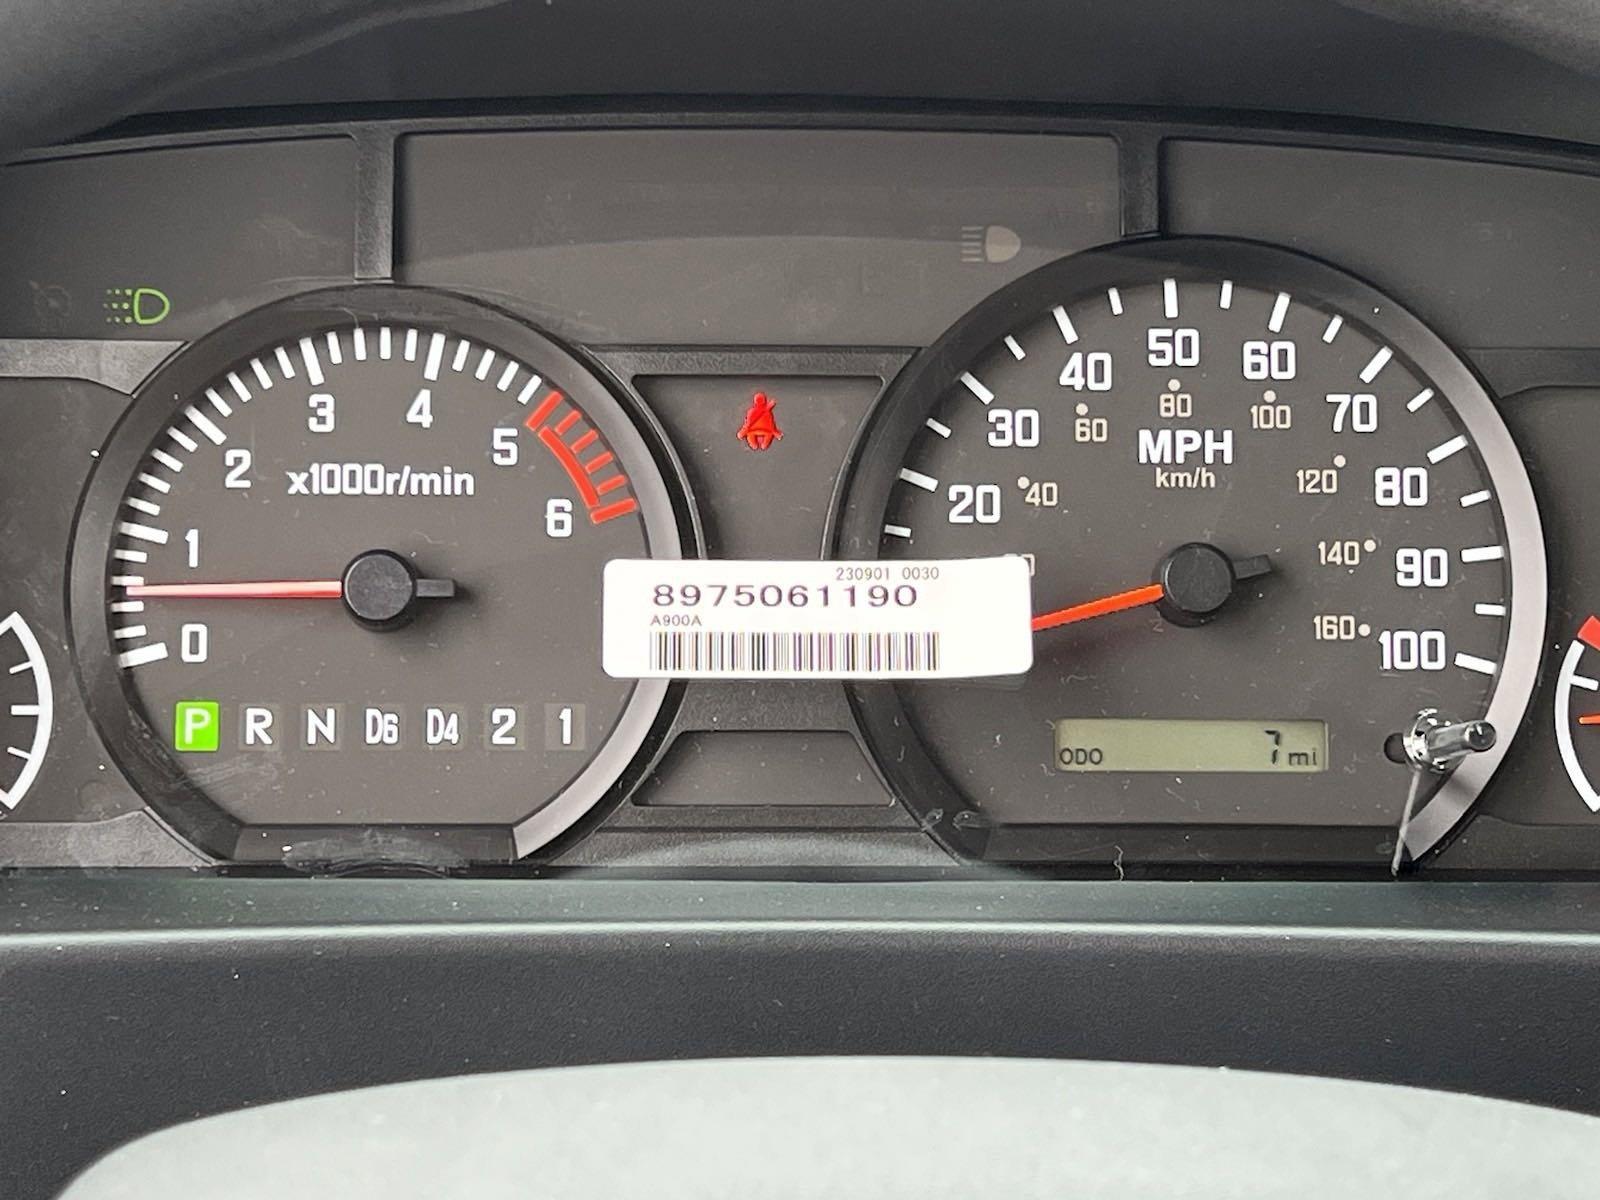 0 1 2 3 4 5 6
x1000r/min
P R N D6 D4 2 1
230901 0030
8975061190
A900A
20 30 40 50 60 70 80 90 100
40 60 80 100 120 140 160
MPH
km/h
ODO 7 mi